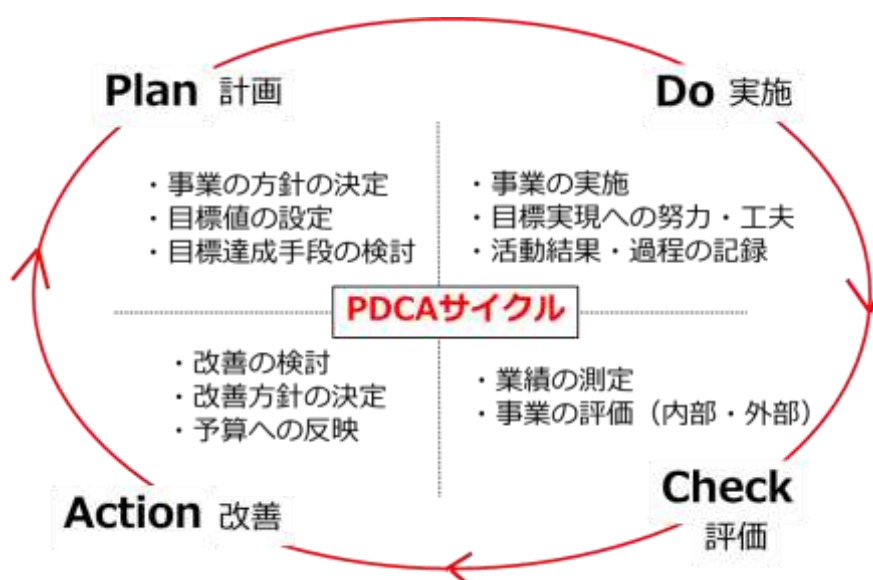 Plan 計画
・事業の方針の決定
・目標値の設定
・目標達成手段の検討
Do 実施
・事業の実施
・目標実現への努力・工夫
・活動結果・過程の記録
PDCAサイクル
・業績の測定
・事業の評価（内部・外部）
Check
評価
・改善の検討
・改善方針の決定
・予算への反映
Action 改善